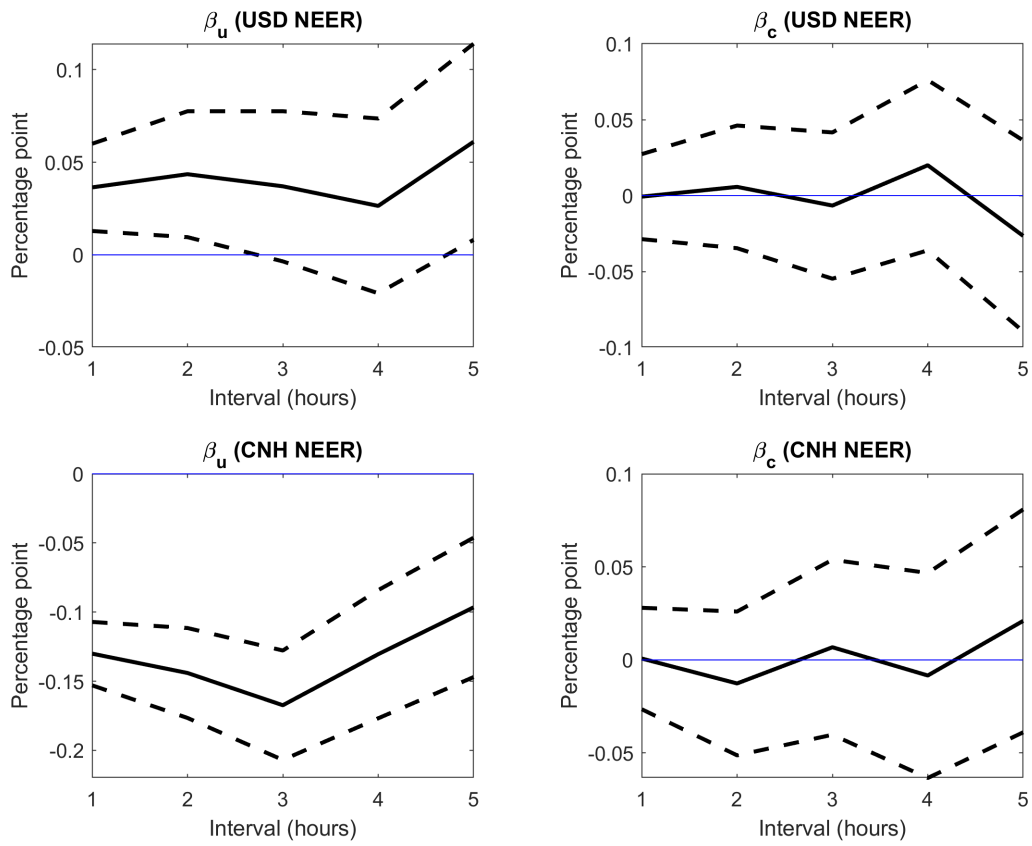 β_u (USD NEER)
0.1
0.05
0
-0.05
1 2 3 4 5
Percentage point
Interval (hours)
β_c (USD NEER)
0.1
0.05
0
-0.05
-0.1
1 2 3 4 5
Percentage point
Interval (hours)
β_u (CNH NEER)
0
-0.05
-0.1
-0.15
-0.2
1 2 3 4 5
Percentage point
Interval (hours)
β_c (CNH NEER)
0.1
0.05
0
-0.05
1 2 3 4 5
Percentage point
Interval (hours)